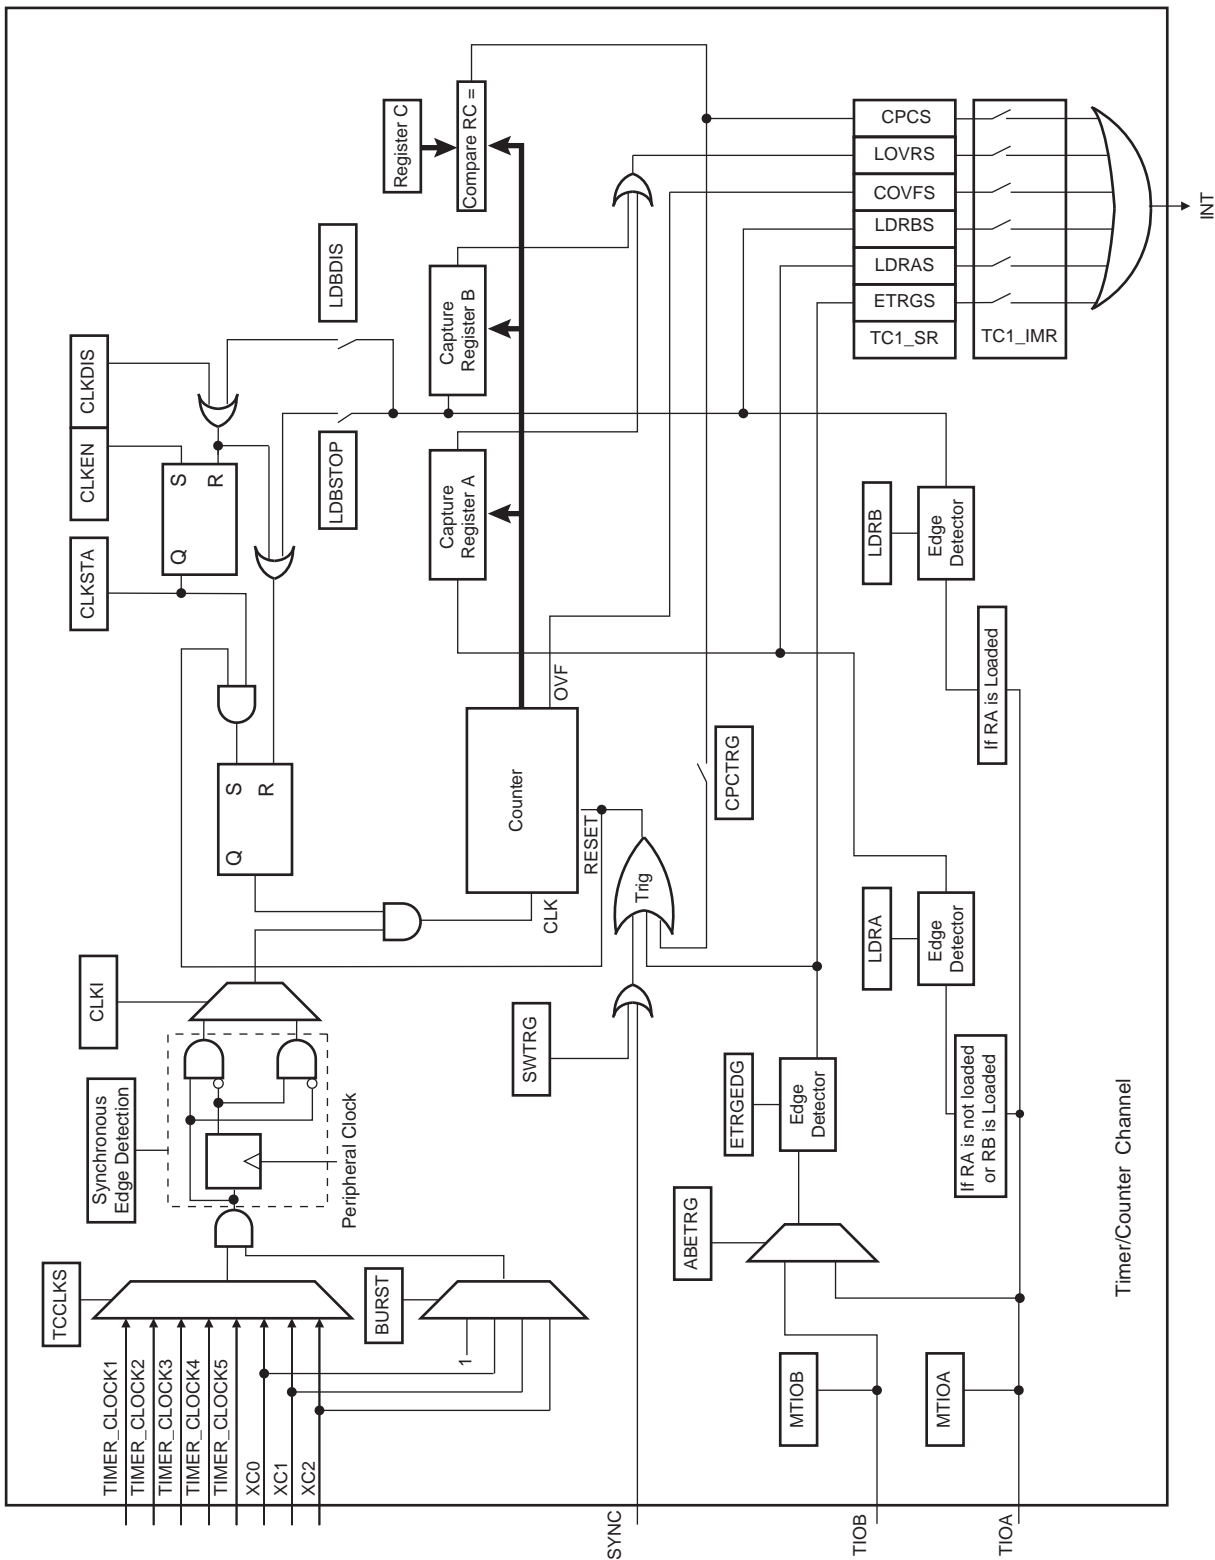 TCCLKS
TIMER_CLOCK1
TIMER_CLOCK2
TIMER_CLOCK3
TIMER_CLOCK4
TIMER_CLOCK5
XC0
XC1
XC2
Synchronous
Edge Detection
CLKI
BURST
1
Peripheral Clock
CLKSTA
CLKEN
CLKDIS
Q
S
R
Q
S
R
LDBSTOP
LDBDIS
SYNC
SWTRG
CLK
Counter
OVF
RESET
Trig
CPCTRG
Capture
Register A
Capture
Register B
Register C
Compare RC =
TIOB
MTIOB
ABETRG
ETRGEDG
Edge
Detector
TIOA
MTIOA
LDRA
Edge
Detector
If RA is not loaded
or RB is Loaded
LDRB
Edge
Detector
If RA is Loaded
CPCS
LOVRS
COVFS
LDRBS
LDRAS
ETRGS
TC1_SR
TC1_IMR
INT
Timer/Counter Channel